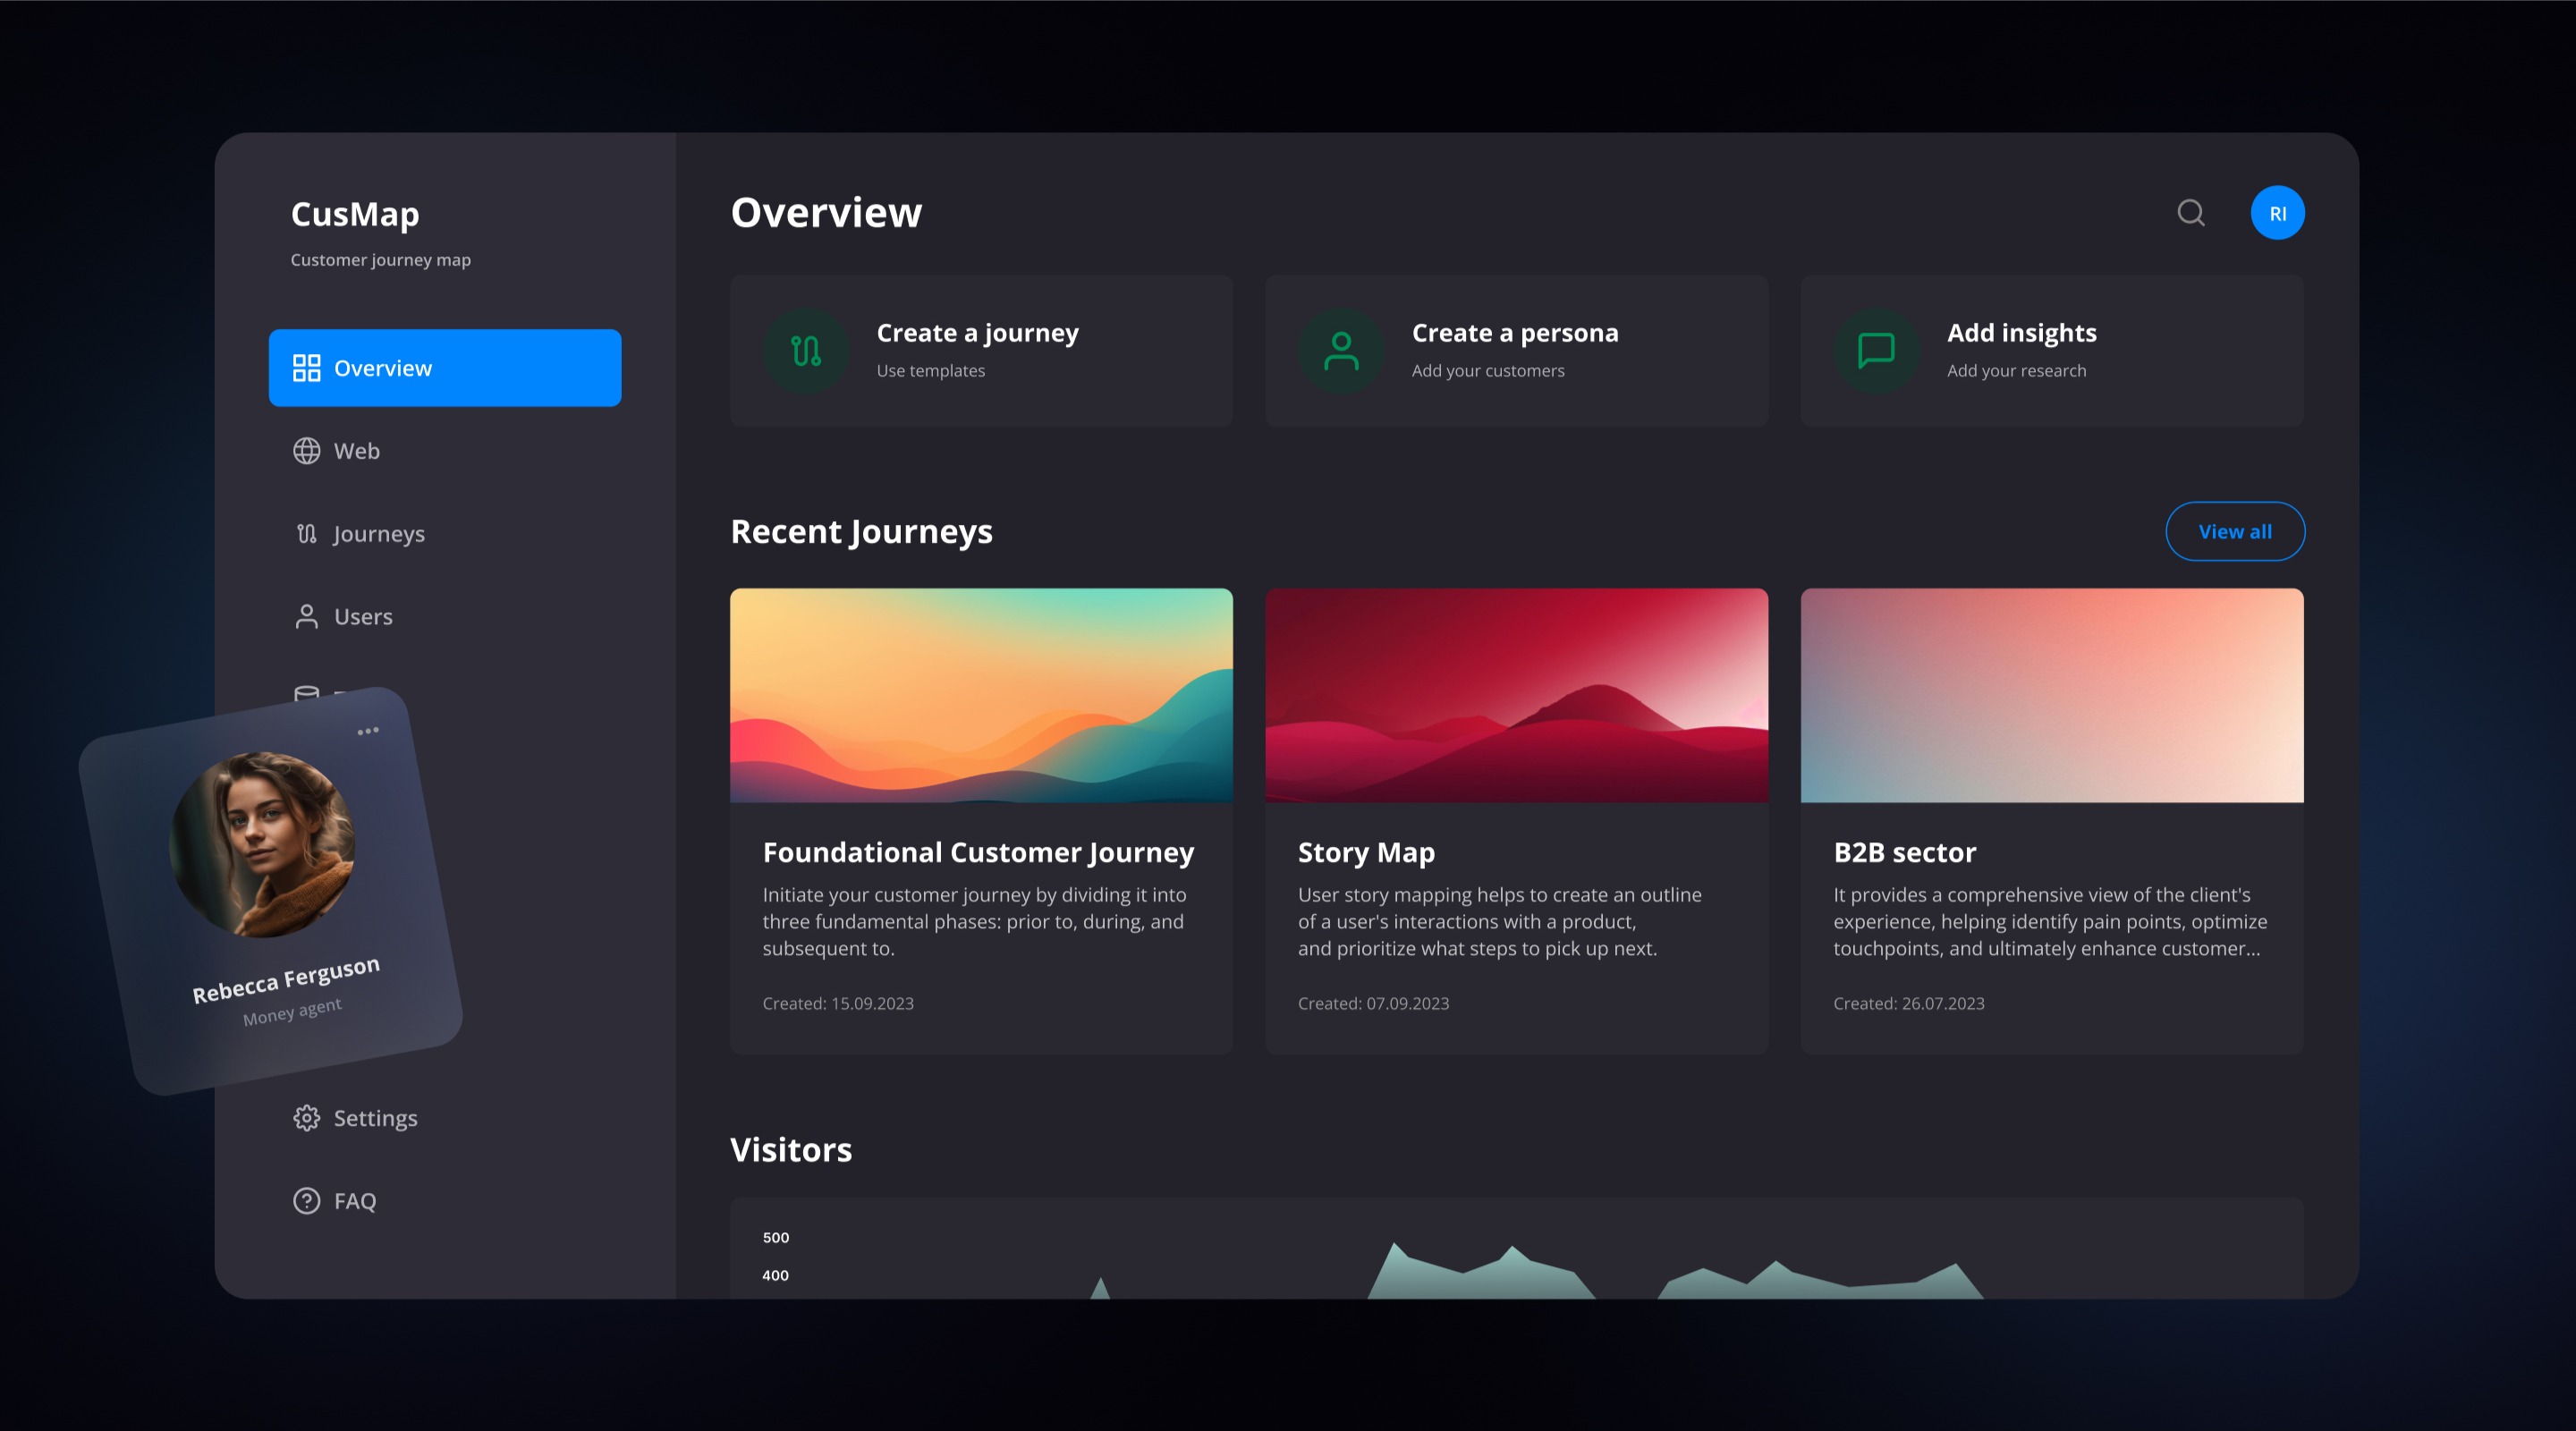 CusMap
Customer journey map
Overview
Web
Journeys
Users
Rebecca Ferguson
Money agent
Settings
FAQ
Overview
RI
Create a journey
Use templates
Create a persona
Add your customers
Add insights
Add your research
Recent Journeys
View all
Foundational Customer Journey
Initiate your customer journey by dividing it into
three fundamental phases: prior to, during, and
subsequent to.
Created: 15.09.2023
Story Map
User story mapping helps to create an outline
of a user's interactions with a product,
and prioritize what steps to pick up next.
Created: 07.09.2023
B2B sector
It provides a comprehensive view of the client's
experience, helping identify pain points, optimize
touchpoints, and ultimately enhance customer...
Created: 26.07.2023
Visitors
500
400